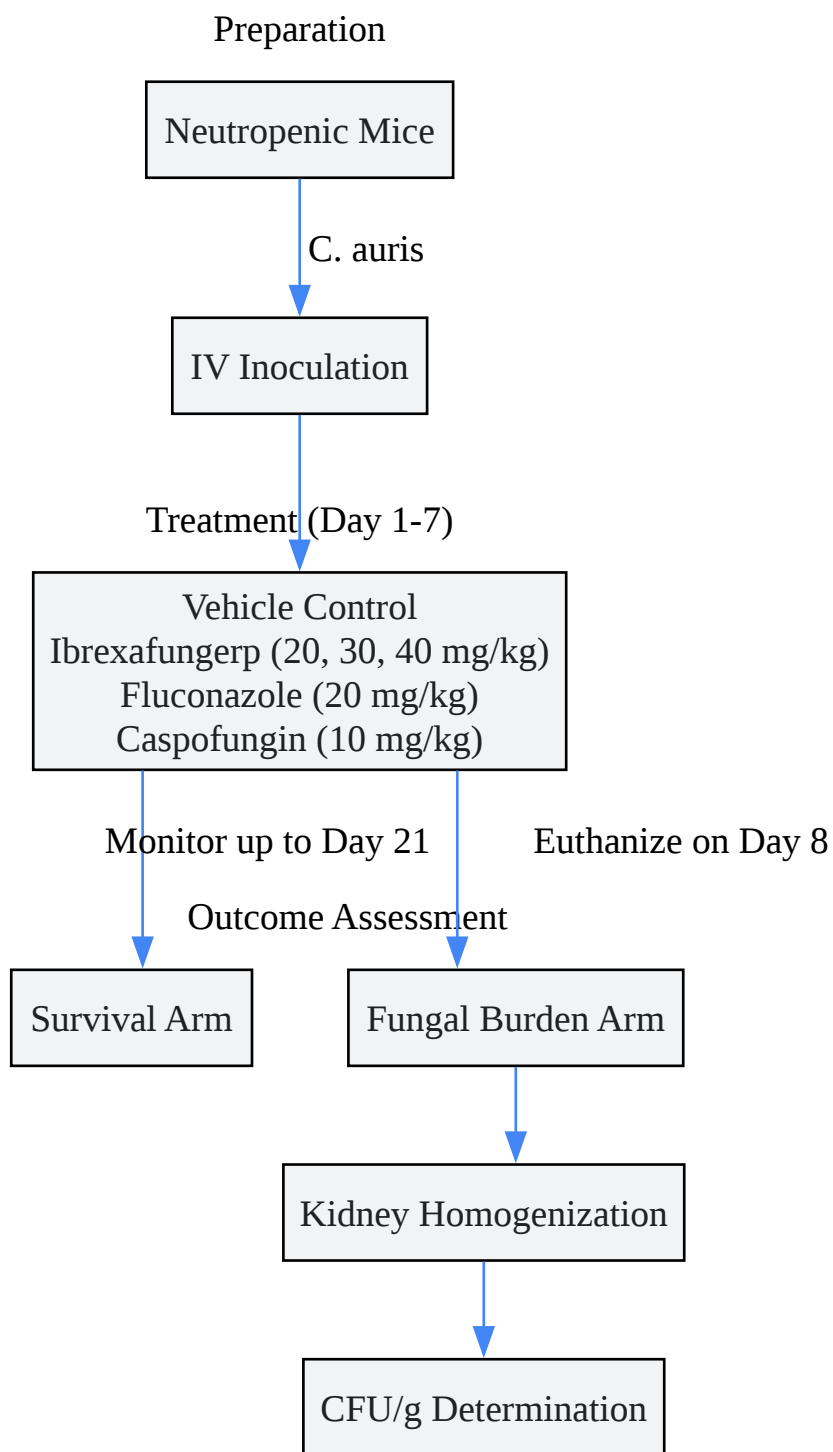 Preparation
Neutropenic Mice
C. auris
IV Inoculation
Treatment (Day 1-7)
Vehicle Control
Ibrexafungerp (20, 30, 40 mg/kg)
Fluconazole (20 mg/kg)
Caspofungin (10 mg/kg)
Monitor up to Day 21
Euthanize on Day 8
Outcome Assessment
Survival Arm
Fungal Burden Arm
Kidney Homogenization
CFU/g Determination